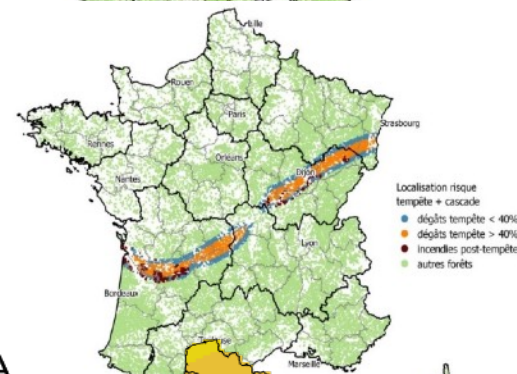 Lille
Rouen
Paris
Strasbourg
Rennes
Orléans
Nantes
Dijon
Localisation risque
tempête + cascade
dégâts tempête < 40%
dégâts tempête > 40%
Incendies post-tempête
autres forêts
Lyon
Bordeaux
Marseille
A